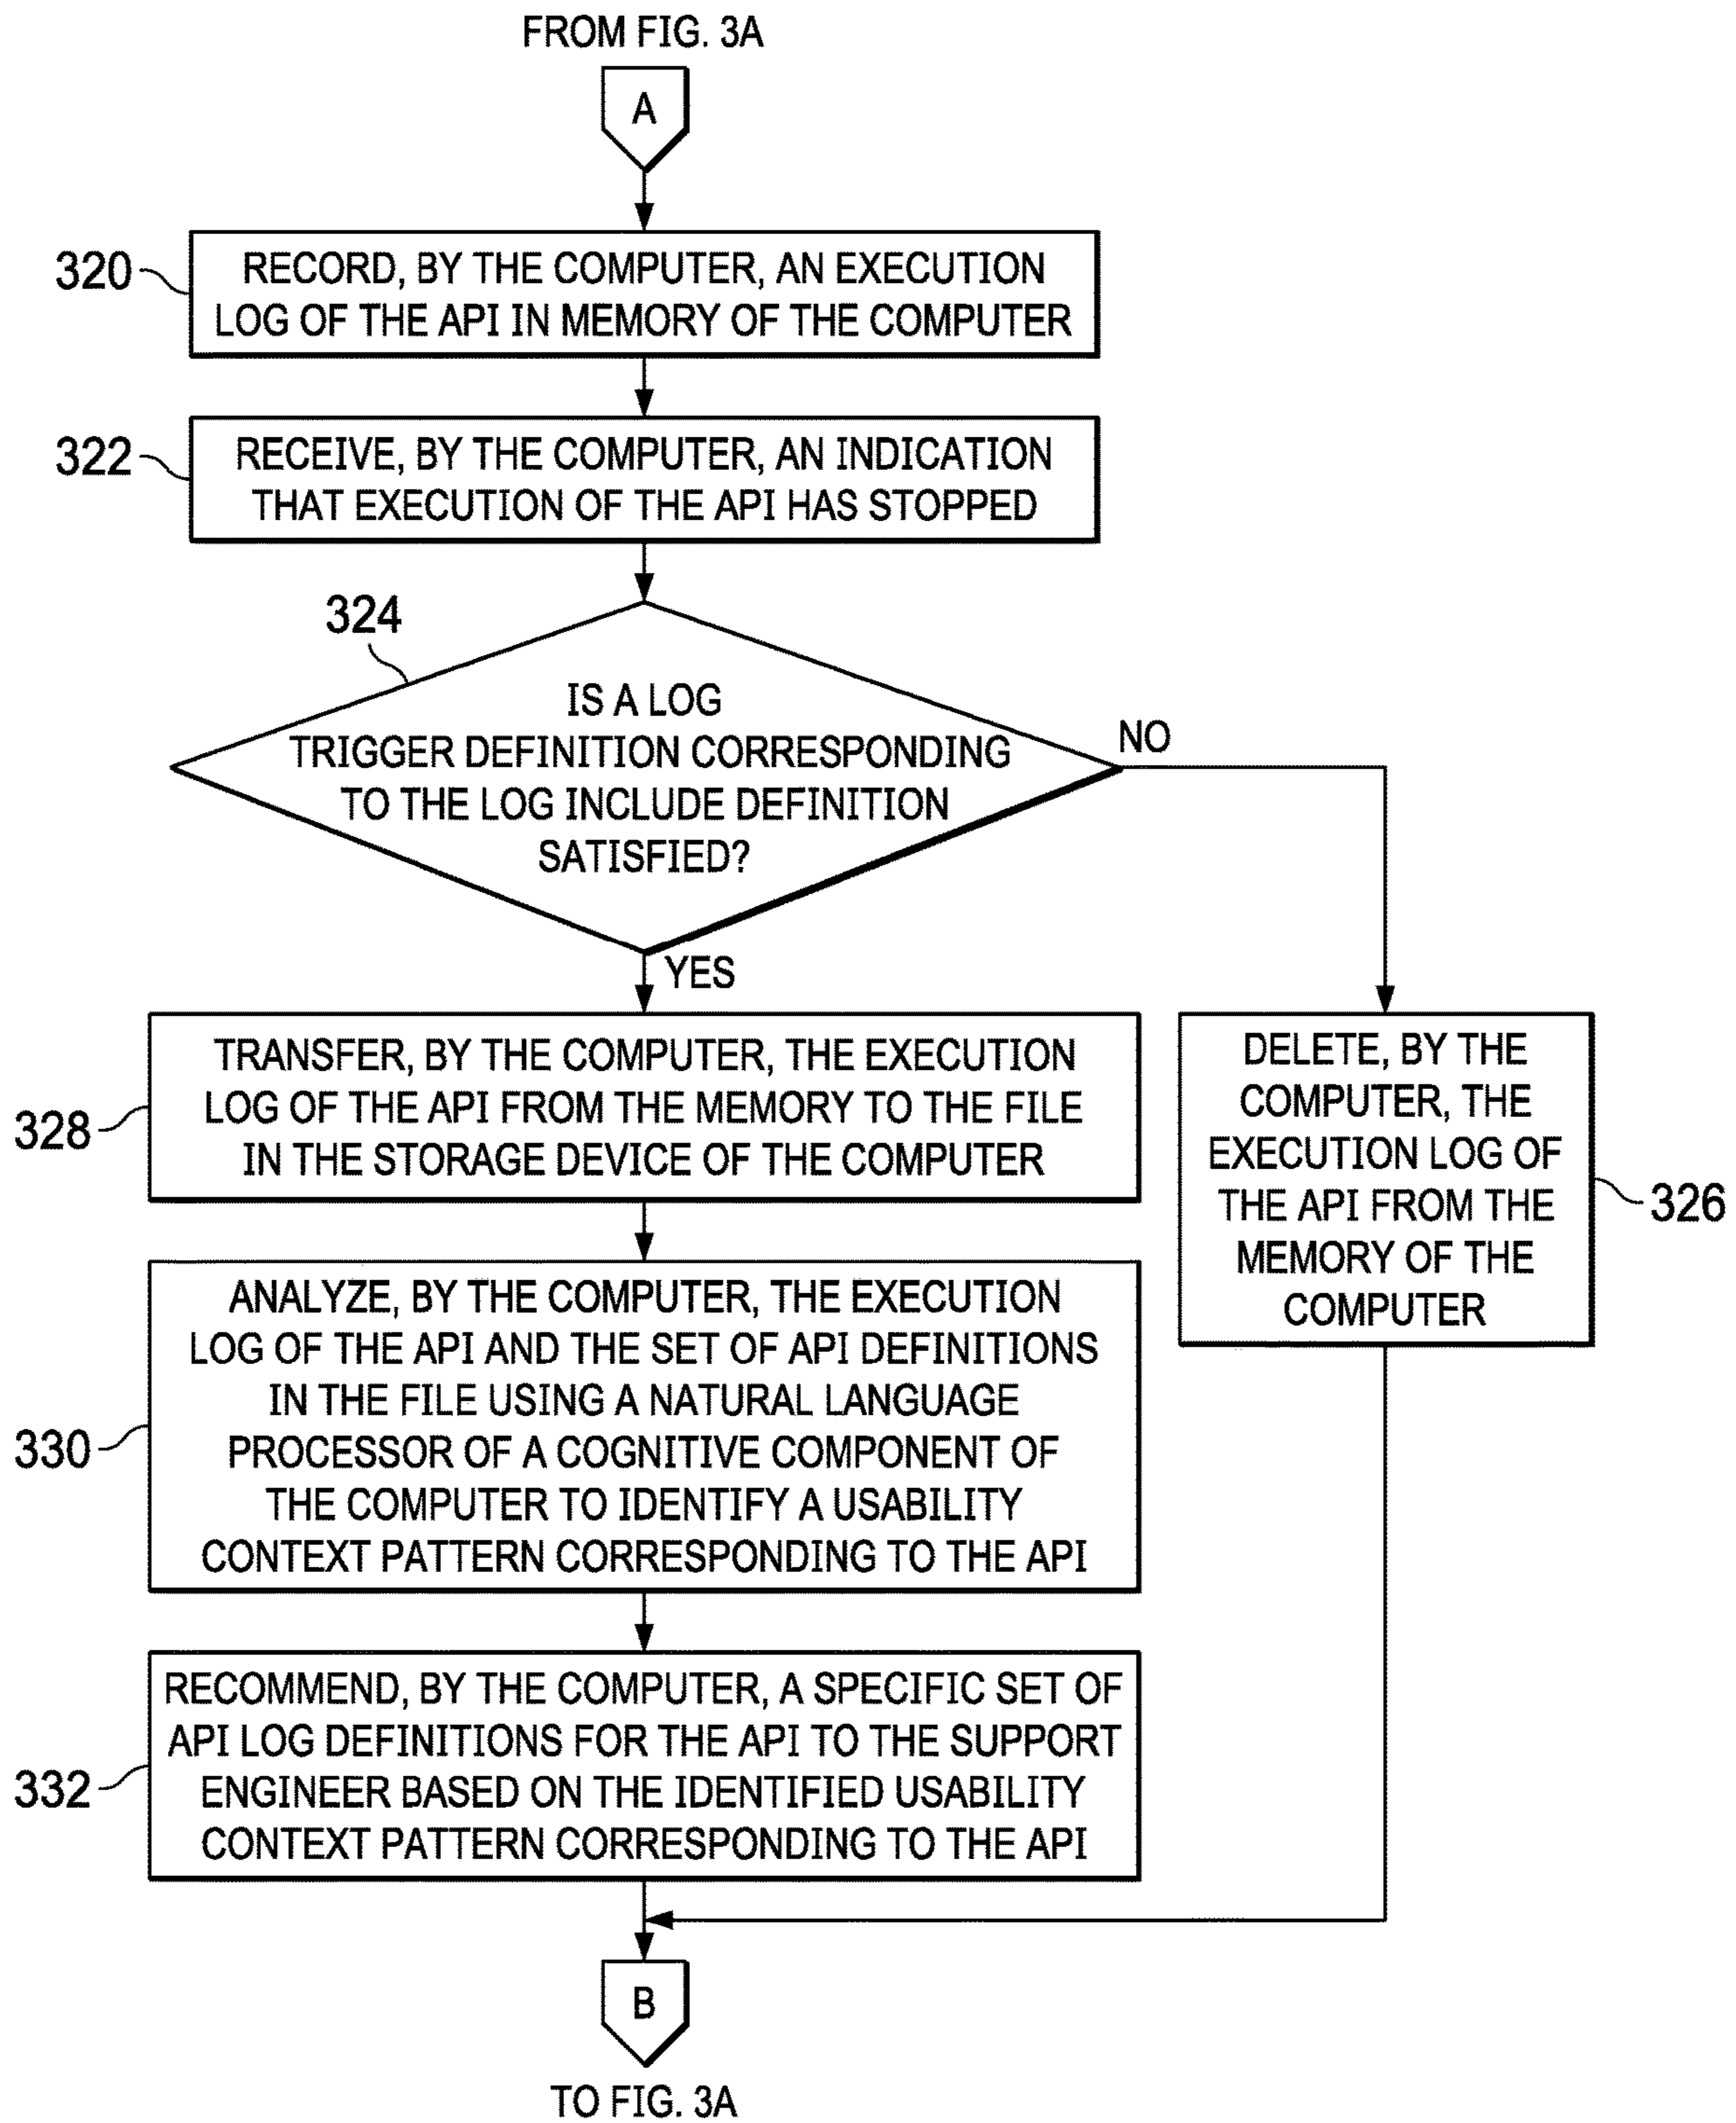 FROM FIG. 3A
A
320
RECORD, BY THE COMPUTER, AN EXECUTION
LOG OF THE API IN MEMORY OF THE COMPUTER
322
RECEIVE, BY THE COMPUTER, AN INDICATION
THAT EXECUTION OF THE API HAS STOPPED
324
IS A LOG
TRIGGER DEFINITION CORRESPONDING
TO THE LOG INCLUDE DEFINITION
SATISFIED?
NO
YES
328
TRANSFER, BY THE COMPUTER, THE EXECUTION
LOG OF THE API FROM THE MEMORY TO THE FILE
IN THE STORAGE DEVICE OF THE COMPUTER
DELETE, BY THE
COMPUTER, THE
EXECUTION LOG OF
THE API FROM THE
MEMORY OF THE
COMPUTER
326
330
ANALYZE, BY THE COMPUTER, THE EXECUTION
LOG OF THE API AND THE SET OF API DEFINITIONS
IN THE FILE USING A NATURAL LANGUAGE
PROCESSOR OF A COGNITIVE COMPONENT OF
THE COMPUTER TO IDENTIFY A USABILITY
CONTEXT PATTERN CORRESPONDING TO THE API
332
RECOMMEND, BY THE COMPUTER, A SPECIFIC SET OF
API LOG DEFINITIONS FOR THE API TO THE SUPPORT
ENGINEER BASED ON THE IDENTIFIED USABILITY
CONTEXT PATTERN CORRESPONDING TO THE API
B
TO FIG. 3A